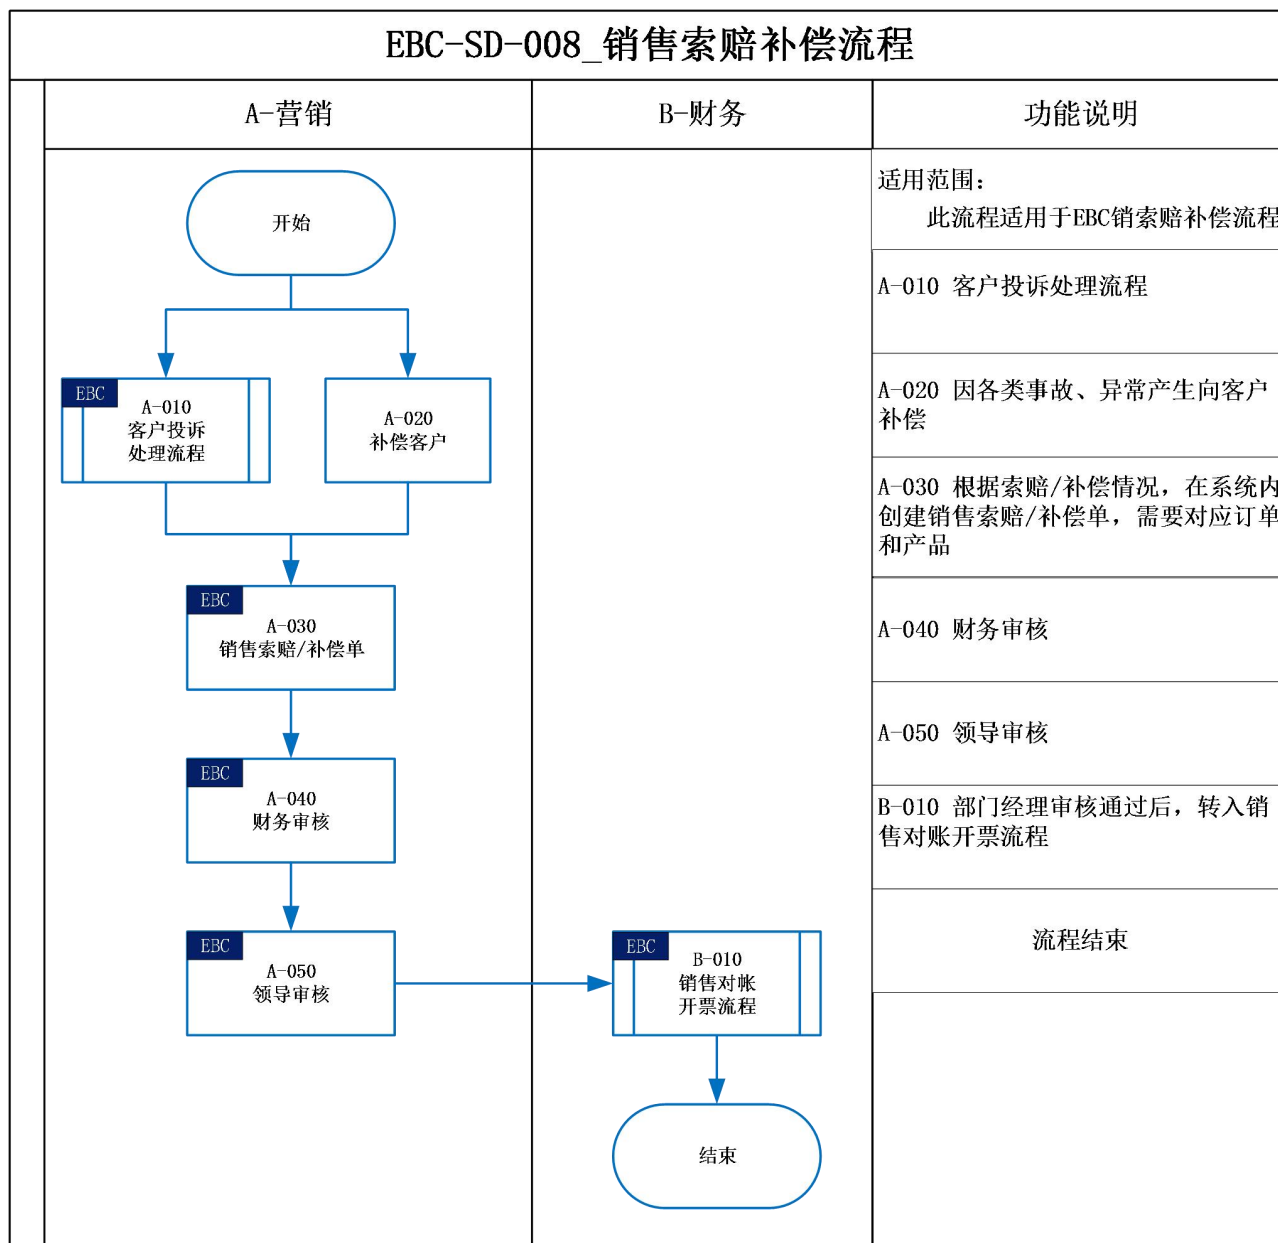 EBC-SD-008_销售索赔补偿流程
A-营销
B-财务
功能说明
开始
EBC
A-010
客户投诉
处理流程
A-020
补偿客户
EBC
A-030
销售索赔/补偿单
EBC
A-040
财务审核
EBC
A-050
领导审核
EBC
B-010
销售对帐
开票流程
结束
适用范围：
此流程适用于EBC销索赔补偿流程
A-010 客户投诉处理流程
A-020 因各类事故、异常产生向客户
补偿
A-030 根据索赔/补偿情况，在系统内
创建销售索赔/补偿单，需要对应订单
和产品
A-040 财务审核
A-050 领导审核
B-010 部门经理审核通过后，转入销
售对账开票流程
流程结束